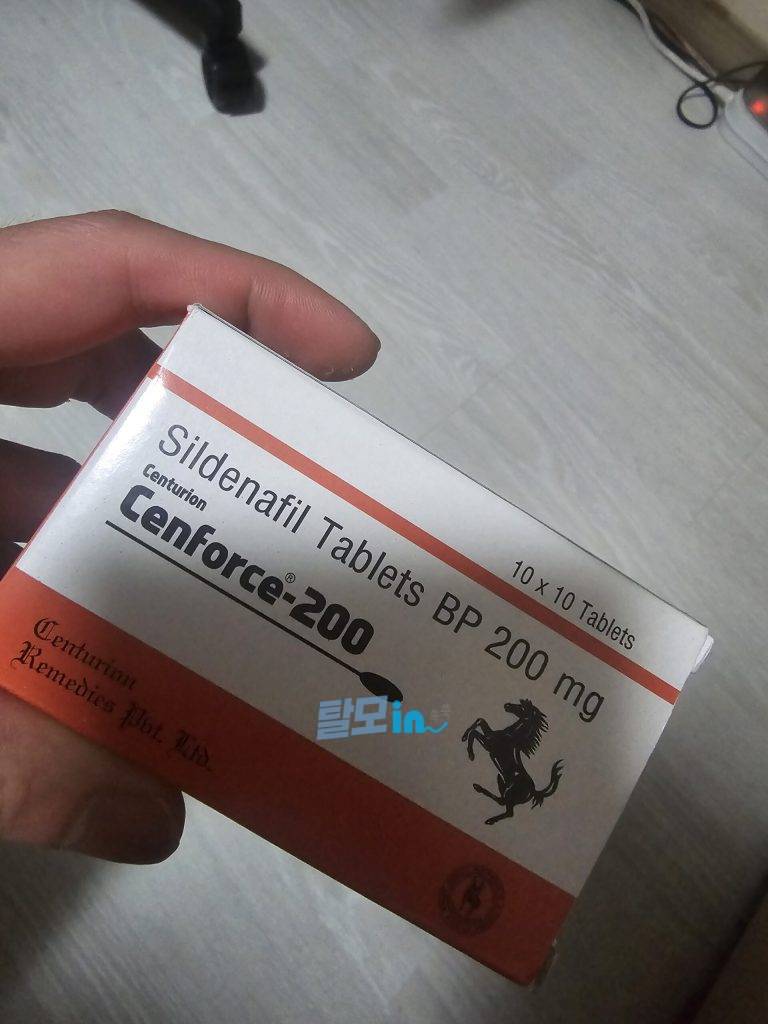 10 x 10 Tablets
Sildenafil Tablets BP 200 mg
Centurion
Cenforce®-200
탈모in
Centurion
Remedies Pvt. Ltd.